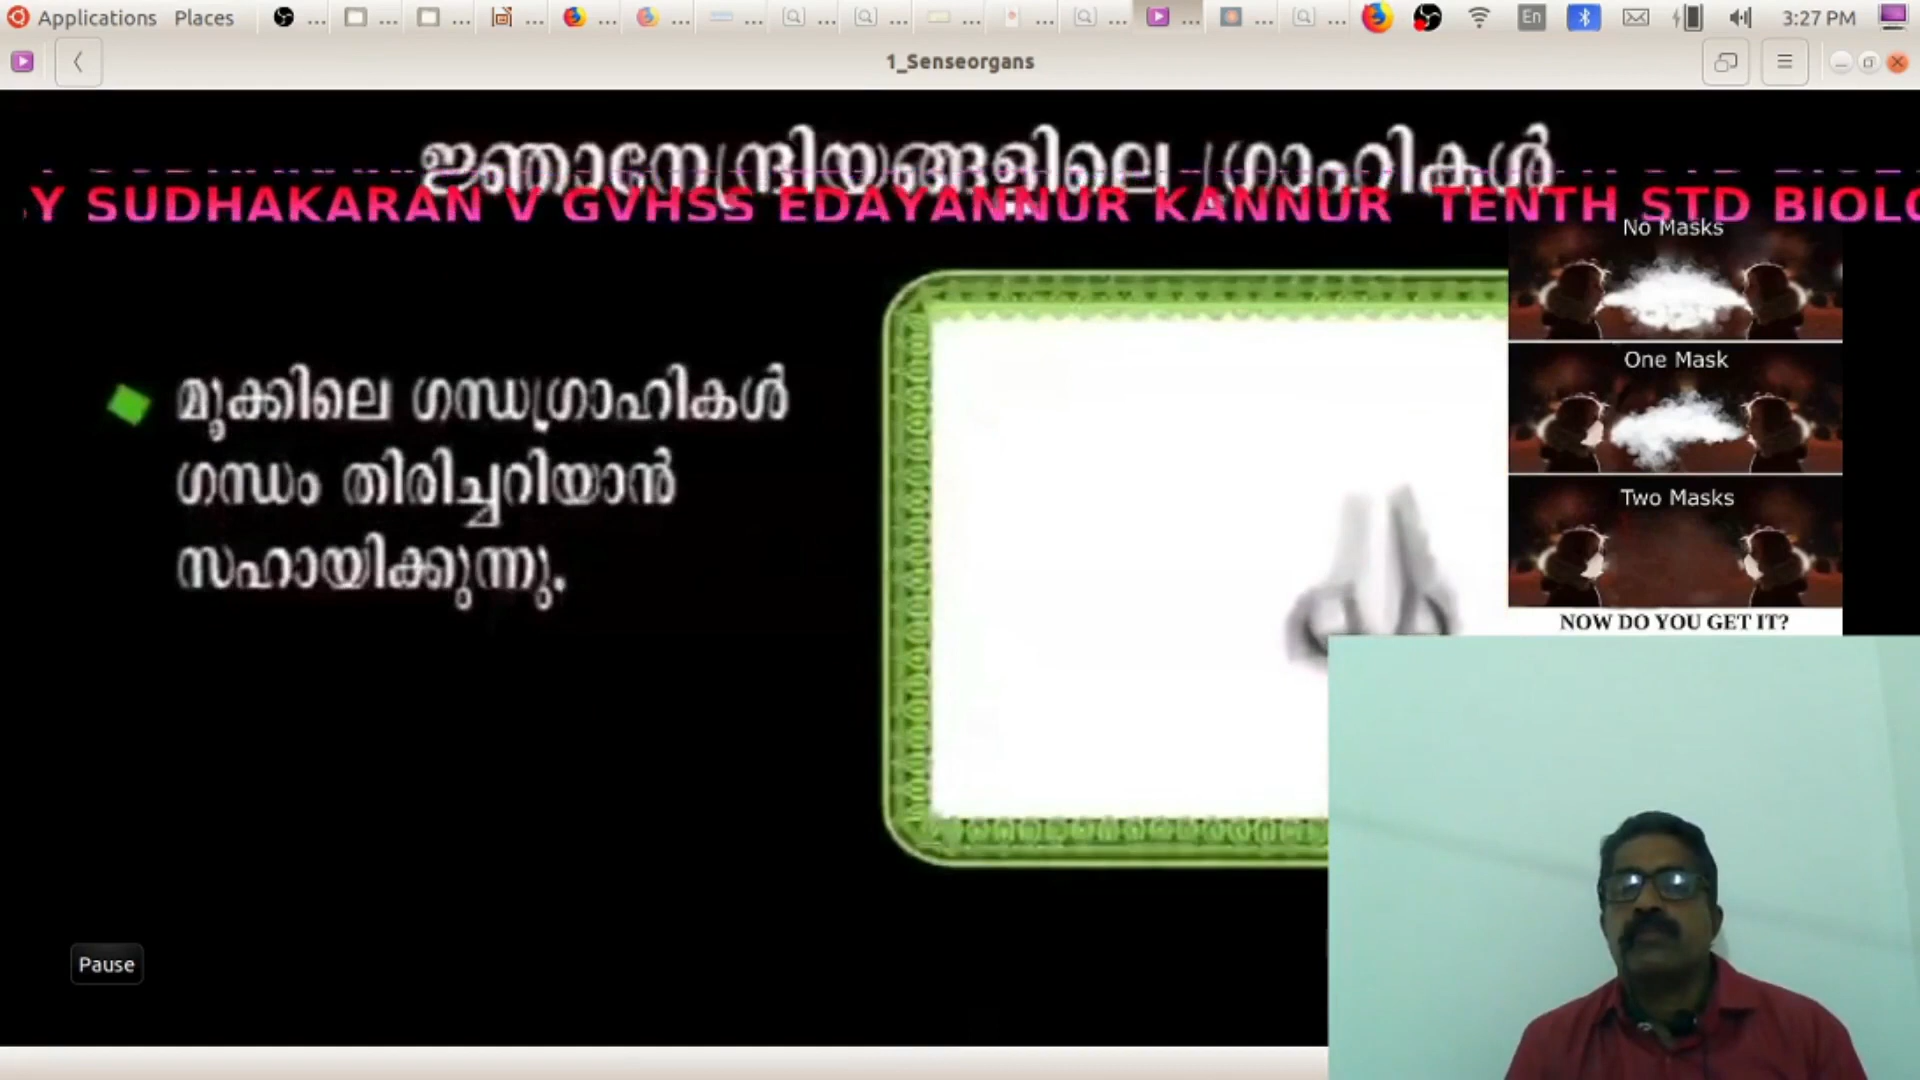 Applications Places
En
3:27 PM
1_Senseorgans
ജ്ഞാനേന്ദ്രിയങ്ങളിലെ ഗ്രാഹികൾ
Y SUDHAKARAN V GVHSS EDAYANNUR KANNUR TENTH STD
No Masks
One Mask
Two Masks
NOW DO YOU GET IT?
മൂക്കിലെ ഗന്ധഗ്രാഹികൾ
ഗന്ധം തിരിച്ചറിയാൻ
സഹായിക്കുന്നു.
Pause